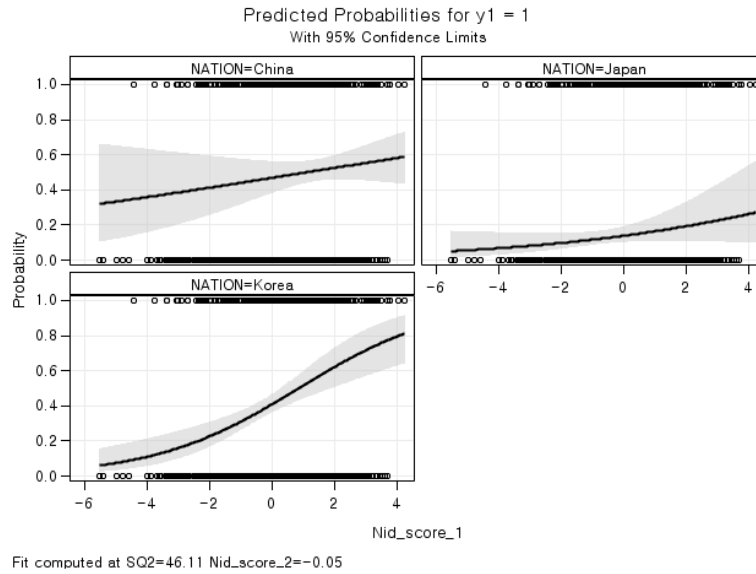 Predicted Probabilities for y1 = 1
With 95% Confidence Limits
NATION=China
NATION=Japan
1.0
0.8
0.6
0.4
0.2
0.0
−6 −4 −2 0 2 4
NATION=Korea
1.0
0.8
0.6
0.4
0.2
0.0
Probability
−6 −4 −2 0 2 4
Nid_score_1
Fit computed at SQ2=46.11 Nid_score_2=−0.05